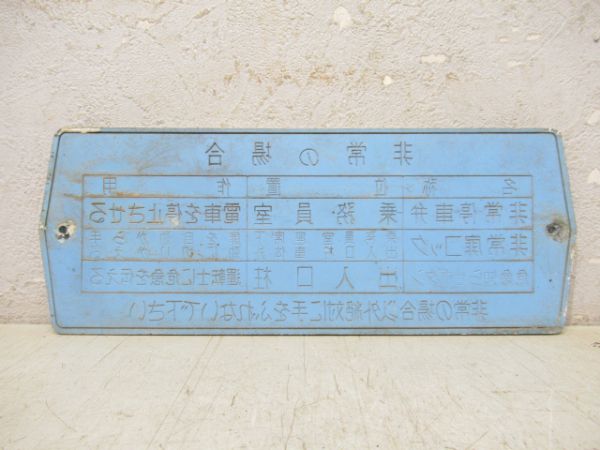 非常の場合
名称 位置 作用
非常停車弁 乗務員室 電車を停止させる
非常扉コック
出入口柱 運転士に危急を伝える
非常の場合以外絶対に手をふれないで下さい